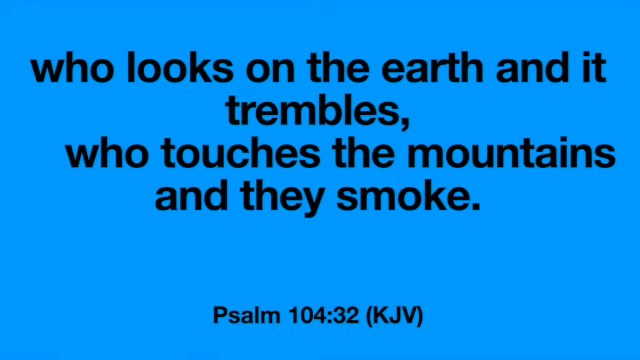 who looks on the earth and it
trembles,
who touches the mountains
and they smoke.
Psalm 104:32 (KJV)